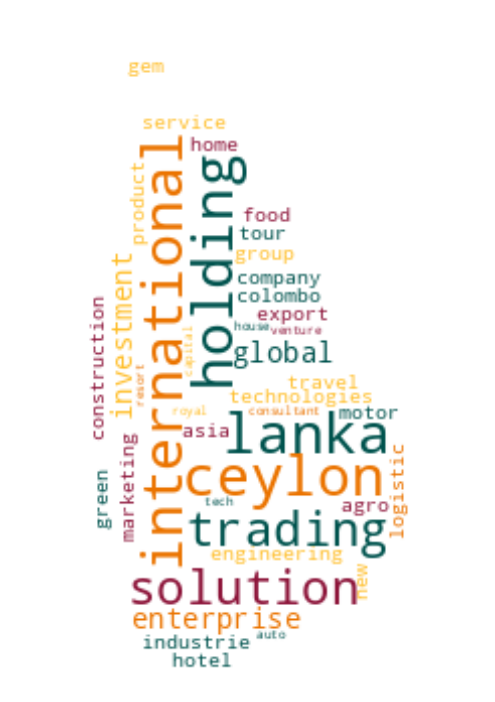 gem
service
home
international
holding
product
food
tour
group
investment
company
colombo
construction
export
house
venture
capital
global
resort
travel
technologies
royal
consultant
motor
lanka
asia
marketing
logistic
ceylon
green
tech
agro
trading
engineering
new
solution
enterprise
auto
industrie
hotel